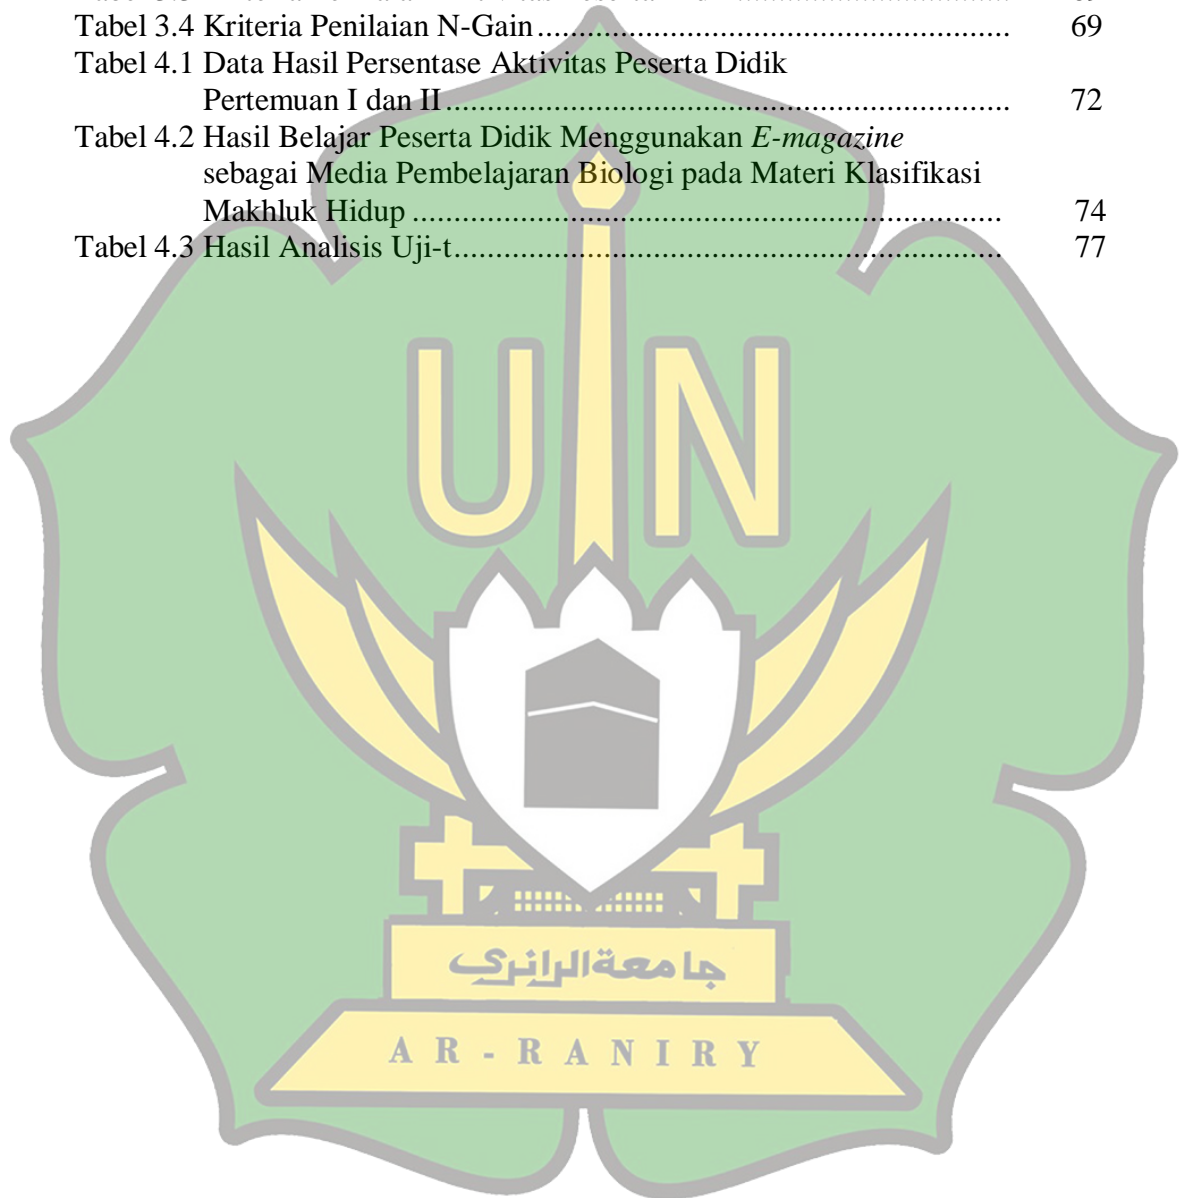 Tabel 3.4 Kriteria Penilaian N-Gain........................................................ 69
Tabel 4.1 Data Hasil Persentase Aktivitas Peserta Didik
Pertemuan I dan II................................................................... 72
Tabel 4.2 Hasil Belajar Peserta Didik Menggunakan E-magazine
sebagai Media Pembelajaran Biologi pada Materi Klasifikasi
Makhluk Hidup ...................................................................... 74
Tabel 4.3 Hasil Analisis Uji-t................................................................. 77
UIN
جامعة الرانري
AR-RANIRY